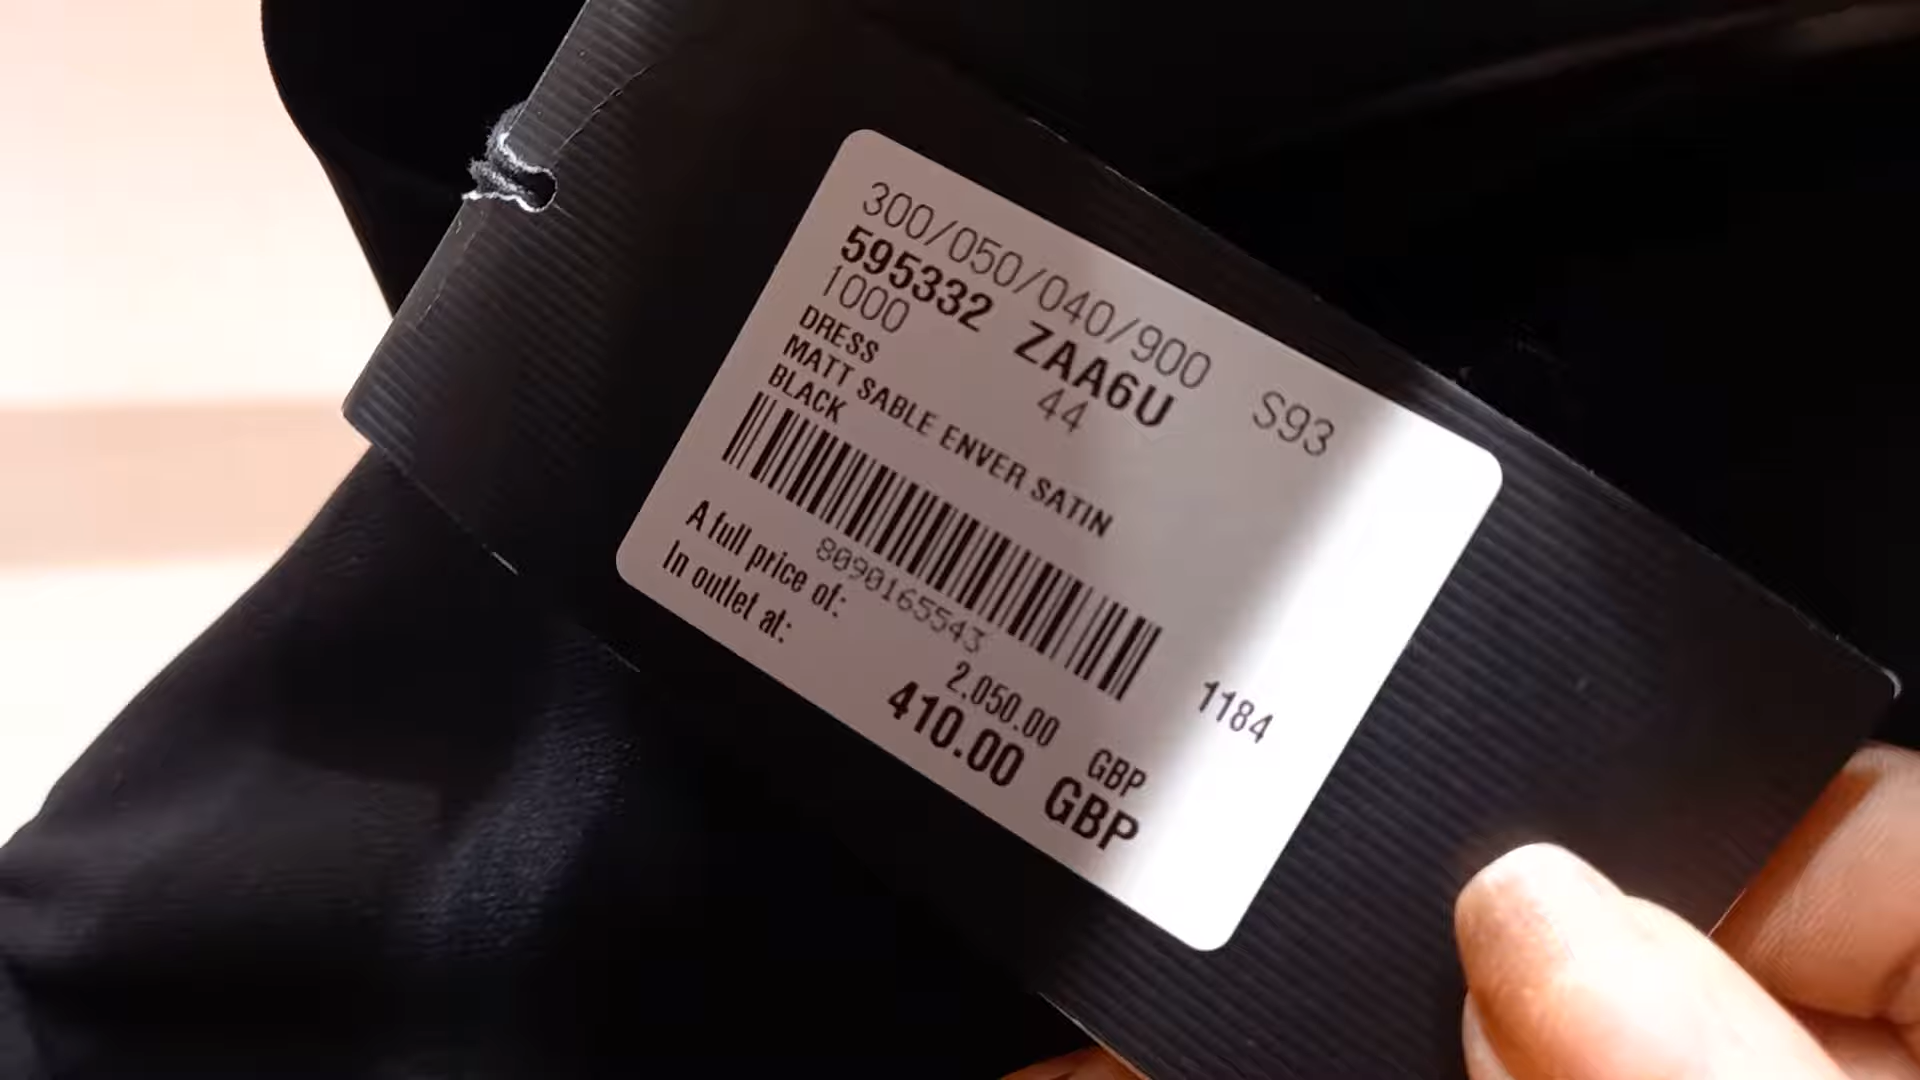 300/050/040/900 S93
595332 ZAA6U
1000 44
DRESS
MATT SABLE ENVER SATIN
BLACK
8090165543 1184
A full price of: 2.050.00 GBP
In outlet at: 410.00 GBP